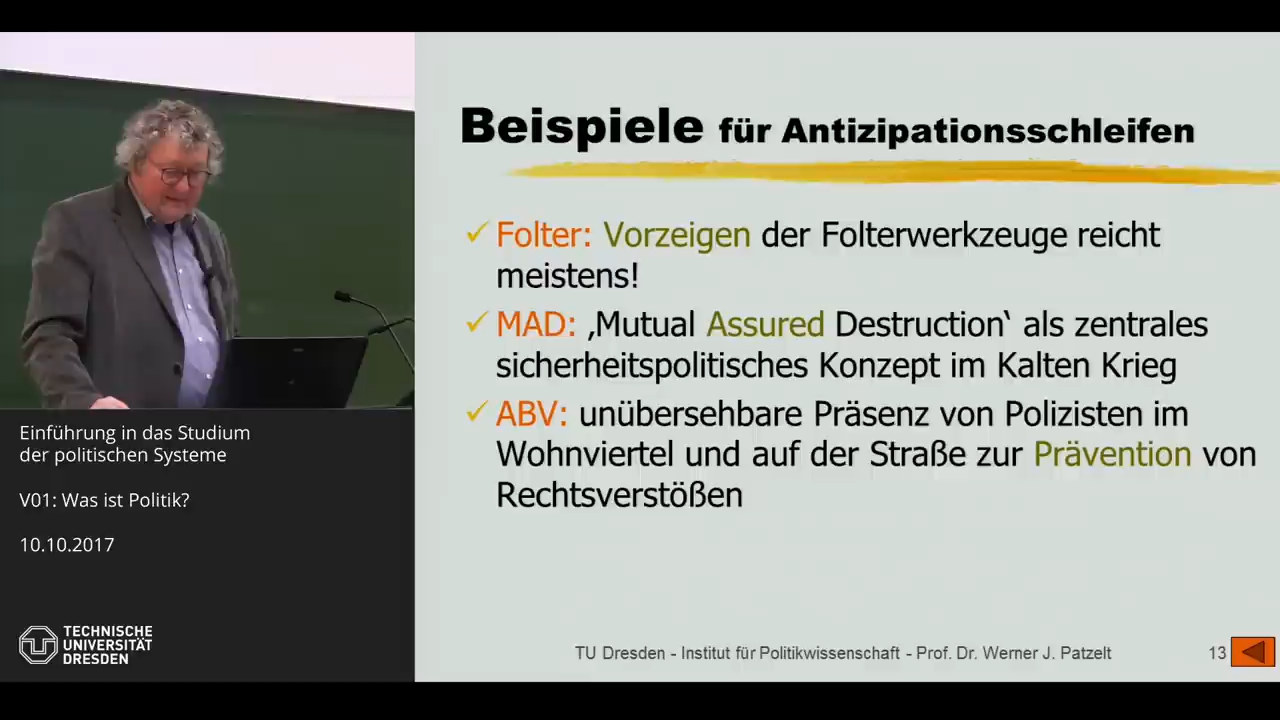 Beispiele für Antizipationsschleifen
✓ Folter: Vorzeigen der Folterwerkzeuge reicht
meistens!
✓ MAD: ‚Mutual Assured Destruction‘ als zentrales
sicherheitspolitisches Konzept im Kalten Krieg
✓ ABV: unübersehbare Präsenz von Polizisten im
Wohnviertel und auf der Straße zur Prävention von
Rechtsverstößen
TU Dresden - Institut für Politikwissenschaft - Prof. Dr. Werner J. Patzelt
13
Einführung in das Studium
der politischen Systeme
V01: Was ist Politik?
10.10.2017
TECHNISCHE
UNIVERSITÄT
DRESDEN